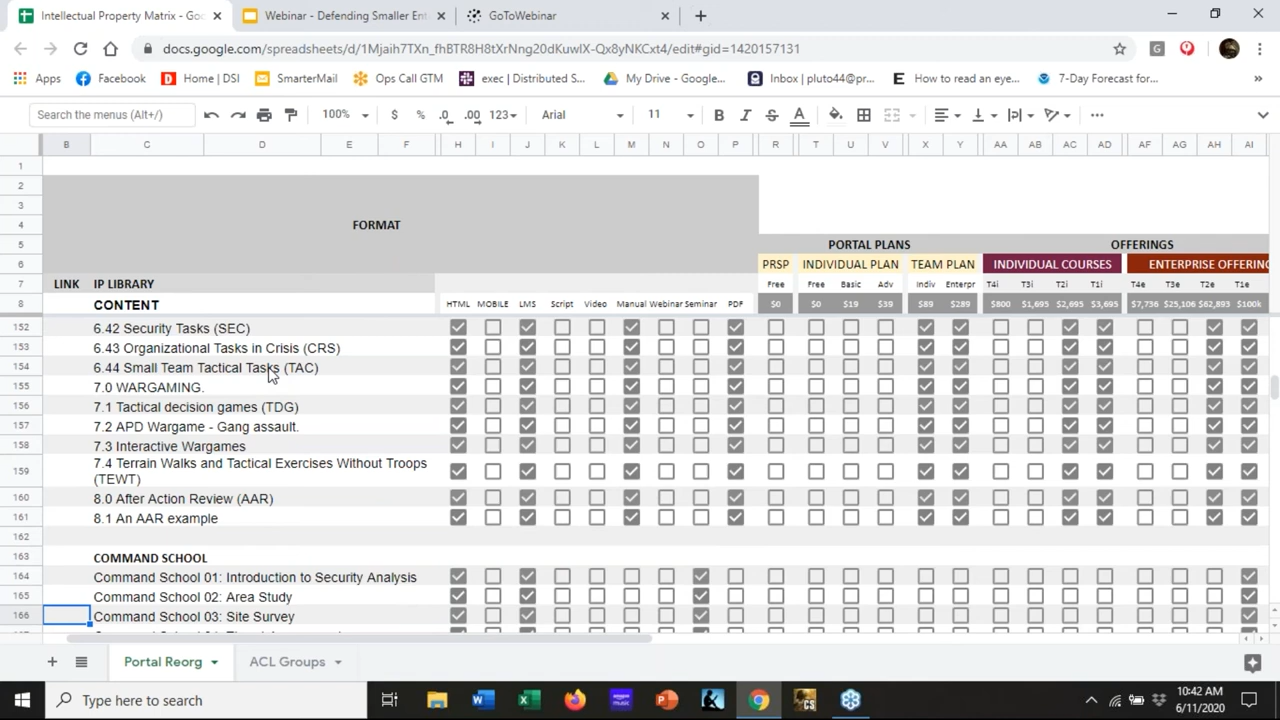 Intellectual Property Matrix - Goo
Webinar - Defending Smaller Ent
GoToWebinar
docs.google.com/spreadsheets/d/1Mjaih7TXn_fhBTR8H8tXrNng20dKuwlX-Qx8yNKCxt4/edit#gid=1420157131
Apps Facebook Home | DSI SmarterMail Ops Call GTM exec | Distributed S... My Drive - Google... Inbox | pluto44@pr... How to read an eye... 7-Day Forecast for... »
Search the menus (Alt+/) 100% $ % .0 .00 123 Arial 11 B I S A
B C D E F H I J K L M N O P R T U V X Y AA AB AC AD AF AG AH AI
1
2
3
4 FORMAT
5 PORTAL PLANS OFFERINGS
6 PRSP INDIVIDUAL PLAN TEAM PLAN INDIVIDUAL COURSES ENTERPRISE OFFERING
7 LINK IP LIBRARY Free Free Basic Adv Indiv Enterpr T4i T3i T2i T1i T4e T3e T2e T1e
8 CONTENT HTML MOBILE LMS Script Video Manual Webinar Seminar PDF $0 $0 $19 $39 $89 $289 $800 $1,695 $2,695 $3,695 $7,736 $25,106 $62,893 $100k
152 6.42 Security Tasks (SEC)
153 6.43 Organizational Tasks in Crisis (CRS)
154 6.44 Small Team Tactical Tasks (TAC)
155 7.0 WARGAMING.
156 7.1 Tactical decision games (TDG)
157 7.2 APD Wargame - Gang assault.
158 7.3 Interactive Wargames
159 7.4 Terrain Walks and Tactical Exercises Without Troops
(TEWT)
160 8.0 After Action Review (AAR)
161 8.1 An AAR example
162
163 COMMAND SCHOOL
164 Command School 01: Introduction to Security Analysis
165 Command School 02: Area Study
166 Command School 03: Site Survey
Portal Reorg ACL Groups
Type here to search
10:42 AM
6/11/2020